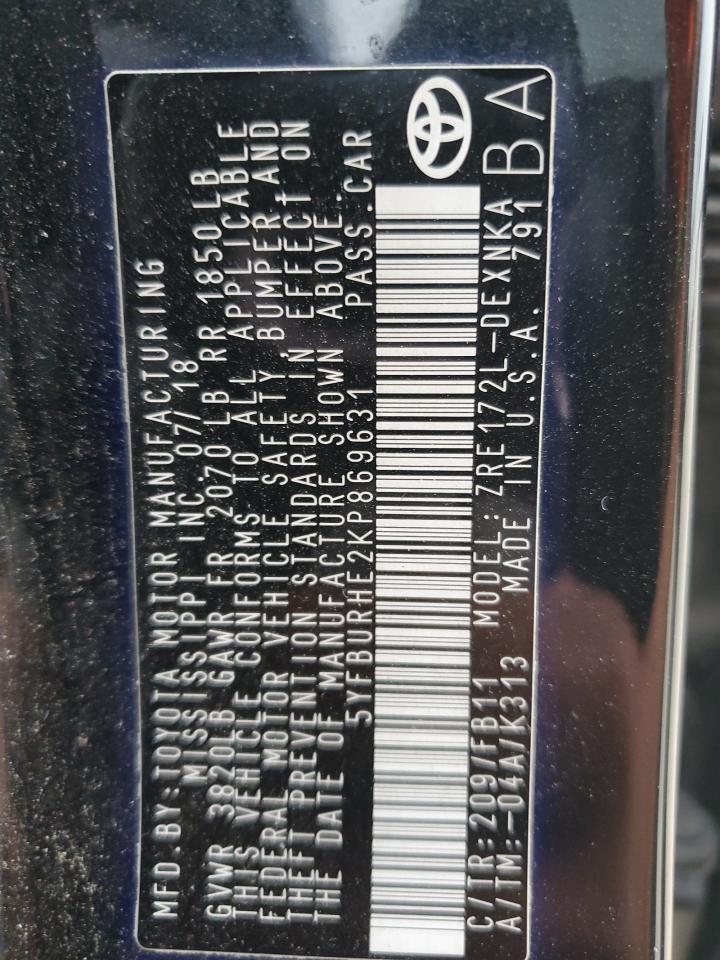 MFD.BY:TOYOTA MOTOR MANUFACTURING
MISSISSIPPI INC.07/18
GVWR 3820LB GAWR FR 2070 LB RR 1850 LB
THIS VEHICLE CONFORMS TO ALL APPLICABLE
FEDERAL MOTOR VEHICLE SAFETY,BUMPER AND
THEFT PREVENTION STANDARDS IN EFFECT ON
THE DATE OF MANUFACTURE SHOWN ABOVE.
5YFBURHE2KP869631 PASS CAR
C/TR:209/FB11 MODEL: ZRE172L-DEXNKA
A/TM:-04A/K313 MADE IN U.S.A. 791 BA